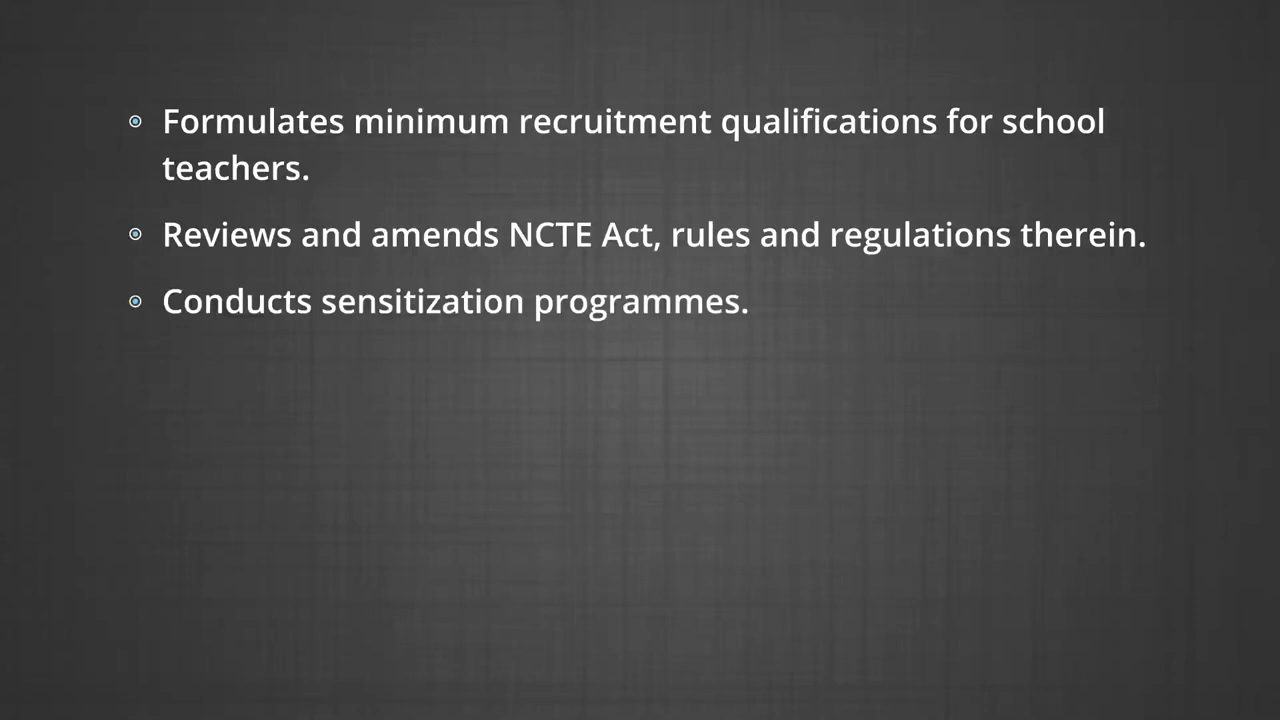 Formulates minimum recruitment qualifications for school
teachers.
Reviews and amends NCTE Act, rules and regulations therein.
Conducts sensitization programmes.